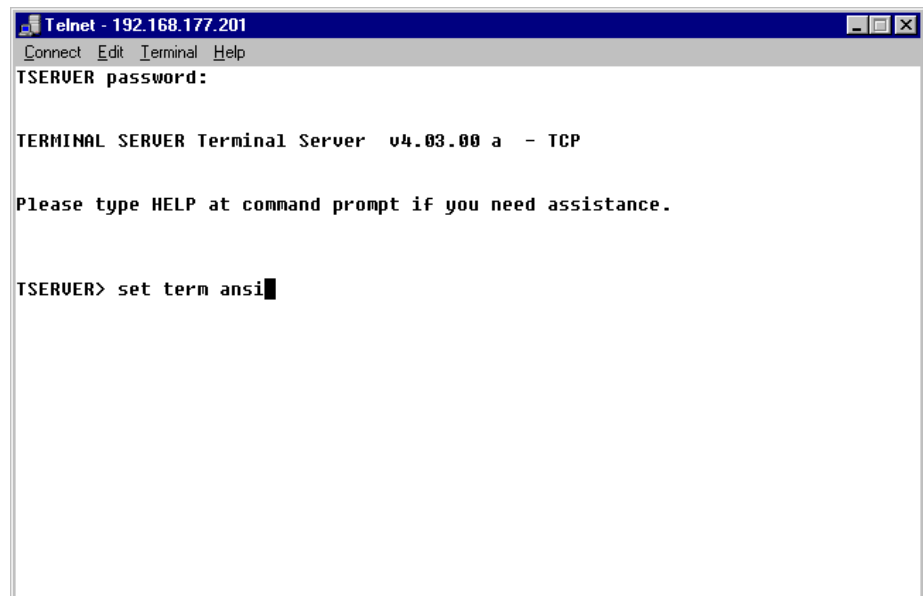 Telnet - 192.168.177.201
Connect Edit Terminal Help
TSERVER password:
TERMINAL SERVER Terminal Server v4.03.00 a - TCP
Please type HELP at command prompt if you need assistance.
TSERVER> set term ansi